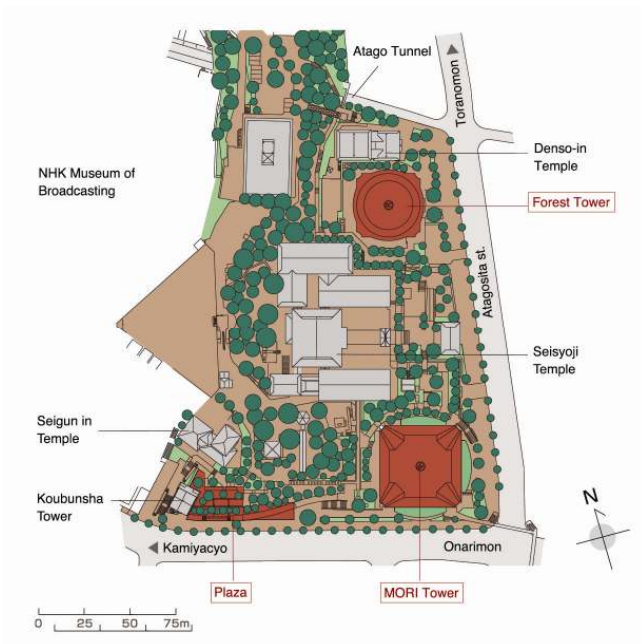 Atago Tunnel
Toranomon
NHK Museum of
Broadcasting
Denso-in
Temple
Forest Tower
Atagosita st.
Seisyoji
Temple
Seigun in
Temple
Koubunsha
Tower
N
Kamiyacyo
Onarimon
Plaza
MORI Tower
0 25 50 75m